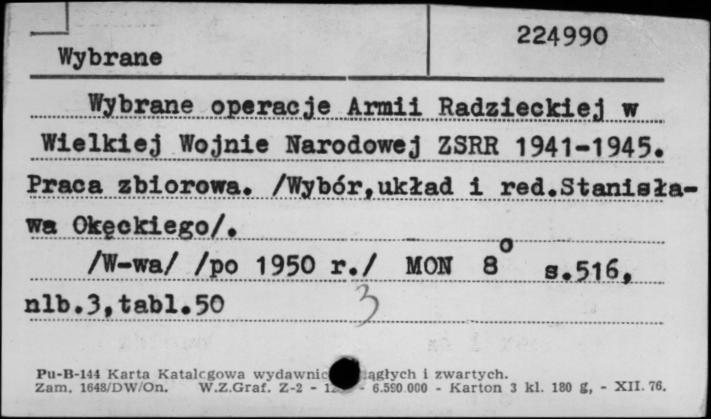 224990
Wybrane
Wybrane operacje Armii Radzieckiej w
Wielkiej Wojnie Narodowej ZSRR 1941-1945.
Praca zbiorowa. /Wybór,układ i red.Stanisła-
wa Okęckiego/.
/W-wa/ /po 1950 r./ MON 8° s.516,
nlb.3,tabl.50
3
Pu-B-144 Karta Katalogowa i zwartych.
Zam. 1648/DW/On. W.Z.Graf. Z-2 - 6.590.000 - Karton 3 kl. 180 g, - XII. 76.